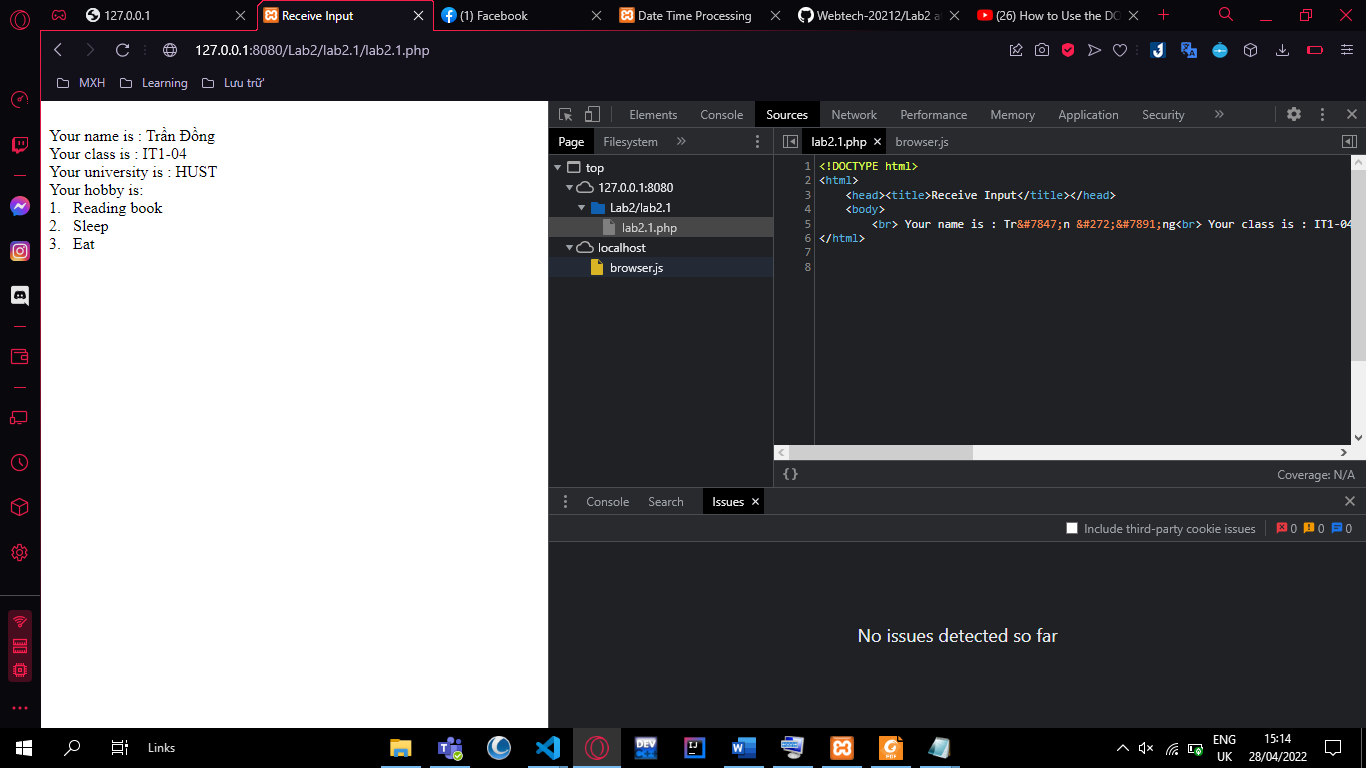 127.0.0.1
Receive Input
(1) Facebook
Date Time Processing
Webtech-20212/Lab2 a
(26) How to Use the DO
127.0.0.1:8080/Lab2/lab2.1/lab2.1.php
MXH
Learning
Lưu trữ
Your name is : Trần Đồng
Your class is : IT1-04
Your university is : HUST
Your hobby is:
1. Reading book
2. Sleep
3. Eat
Elements Console Sources Network Performance Memory Application Security »
Page Filesystem »
top
127.0.0.1:8080
Lab2/lab2.1
lab2.1.php
localhost
browser.js
lab2.1.php × browser.js
1 <!DOCTYPE html>
2 <html>
3 <head><title>Receive Input</title></head>
4 <body>
5 <br> Your name is : Tr&#7847;n &#272;&#7891;ng<br> Your class is : IT1-04
6 </html>
7
8
{ } Coverage: N/A
Console Search Issues ×
Include third-party cookie issues 0 0 0
No issues detected so far
Links
DEV
C++
IJ
W
PDF
ENG
UK
15:14
28/04/2022